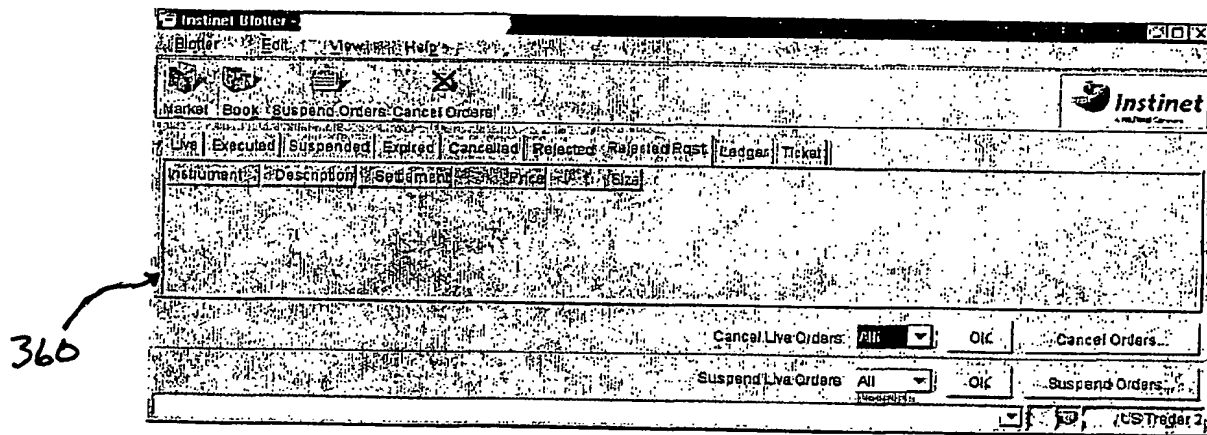 Instinet Blotter -
Blotter Edit View Help
Market Book Suspend Orders Cancel Orders
Instinet
Live Executed Suspended Expired Cancelled Rejected Rejected Rqst Ledger Ticket
Instrument Description Settlement Price Size
360
Cancel Live Orders: All OK Cancel Orders...
Suspend Live Orders All OK Suspend Orders...
US Trader 2